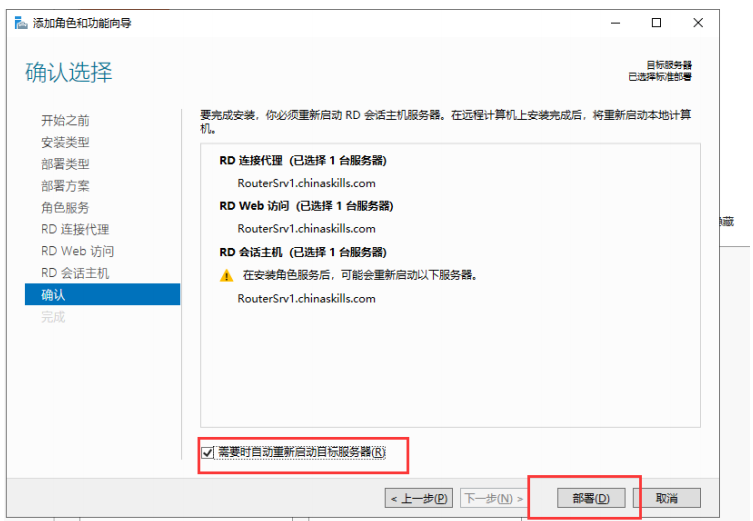 添加角色和功能向导
确认选择
目标服务器
已选择标准部署
开始之前
安装类型
部署类型
部署方案
角色服务
RD 连接代理
RD Web 访问
RD 会话主机
确认
完成
要完成安装，你必须重新启动 RD 会话主机服务器。在远程计算机上安装完成后，将重新启动本地计算
机。
RD 连接代理 (已选择 1 台服务器)
RouterSrv1.chinaskills.com
RD Web 访问 (已选择 1 台服务器)
RouterSrv1.chinaskills.com
RD 会话主机 (已选择 1 台服务器)
在安装角色服务后，可能会重新启动以下服务器。
RouterSrv1.chinaskills.com
需要时自动重新启动目标服务器(R)
< 上一步(P)
下一步(N) >
部署(D)
取消
藏